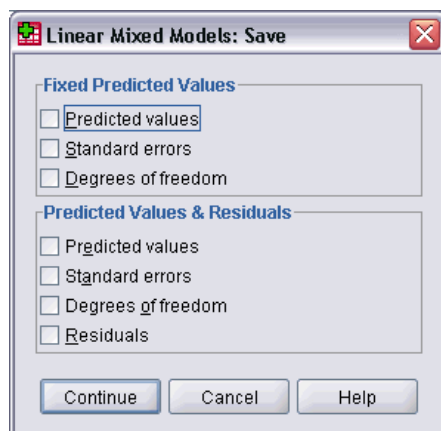 Linear Mixed Models: Save
Fixed Predicted Values
Predicted values
Standard errors
Degrees of freedom
Predicted Values & Residuals
Predicted values
Standard errors
Degrees of freedom
Residuals
Continue Cancel Help